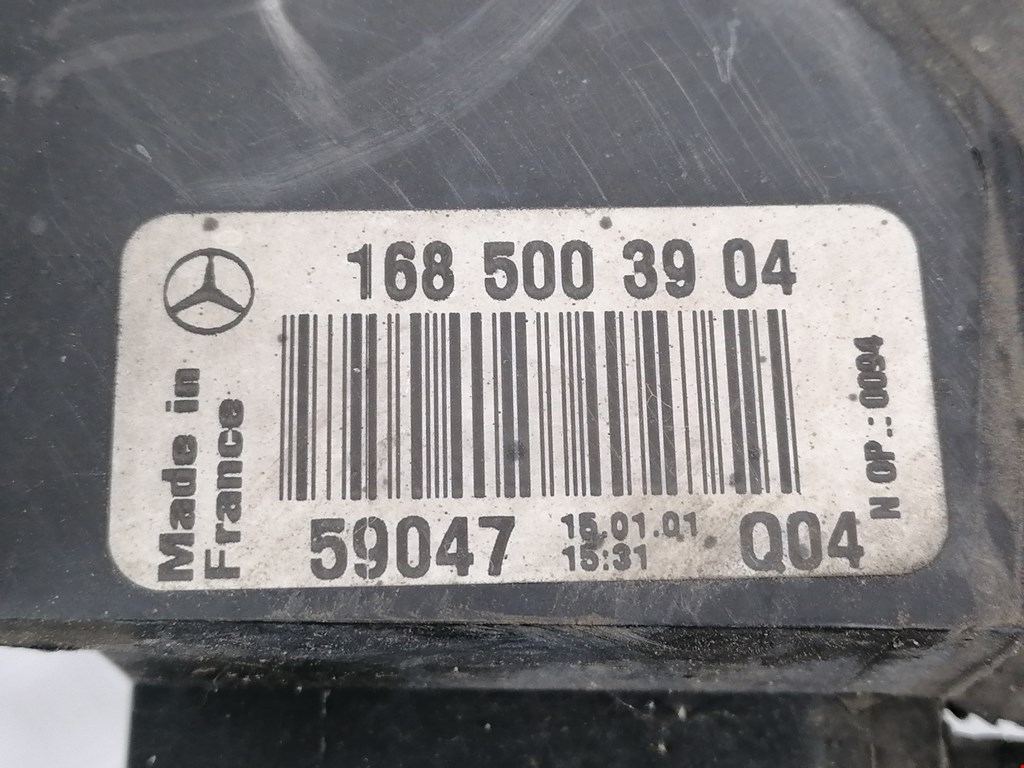 168 500 39 04
Made in
France
N OP.:0094
59047
15.01.01
15:31
Q04